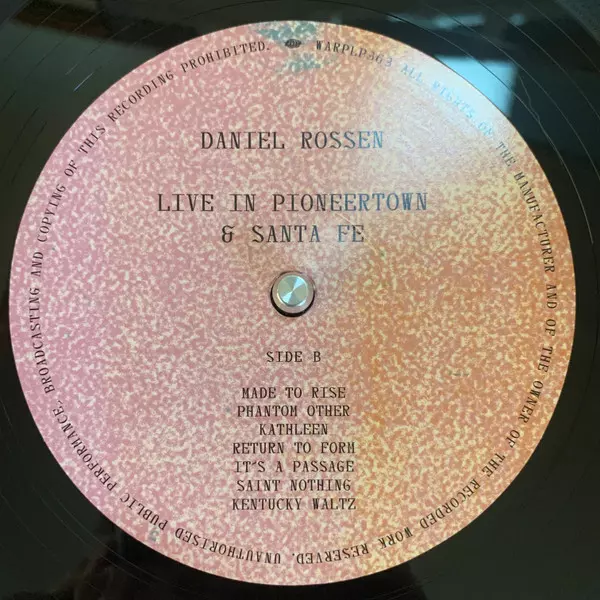 DANIEL ROSSEN
LIVE IN PIONEERTOWN
& SANTA FE
SIDE B
MADE TO RISE
PHANTOM OTHER
KATHLEEN
RETURN TO FORM
IT'S A PASSAGE
SAINT NOTHING
KENTUCKY WALTZ
WARPLP363 ALL RIGHTS OF THE MANUFACTURER AND OF THE OWNER OF THE RECORDED WORK RESERVED. UNAUTHORISED PUBLIC PERFORMANCE, BROADCASTING AND COPYING OF THIS RECORDING PROHIBITED.